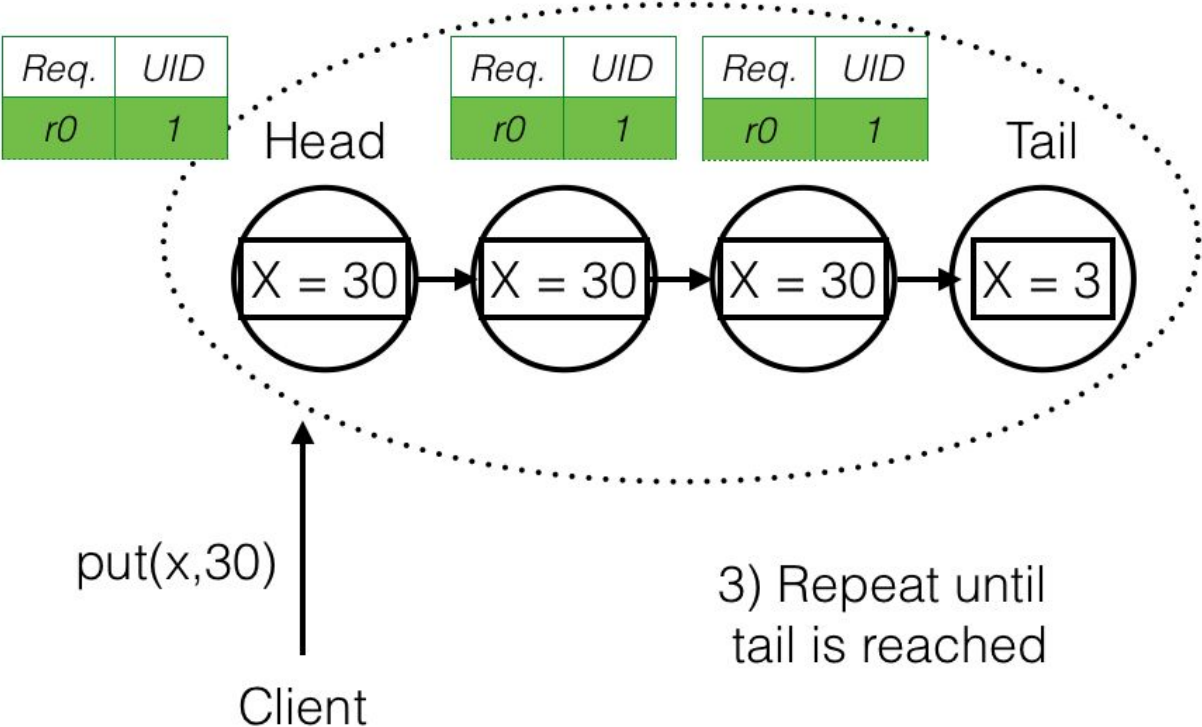 Req. UID
r0 1
Req. UID
r0 1
Req. UID
r0 1
Head
Tail
X = 30
X = 30
X = 30
X = 3
put(x,30)
3) Repeat until
tail is reached
Client